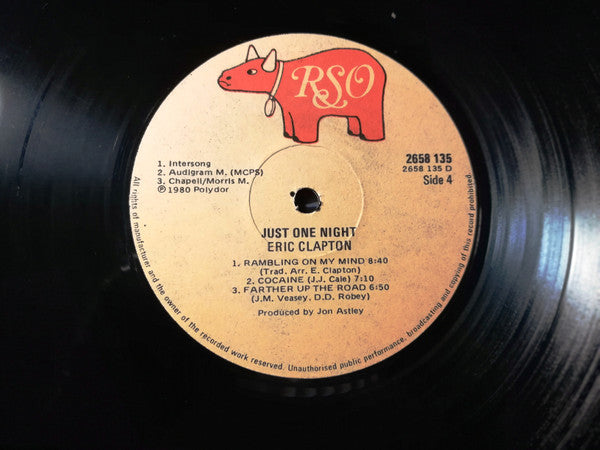 RSO
1. Intersong
2. Audigram M. (MCPS)
3. Chapell/Morris M.
℗ 1980 Polydor
2658 135
2658 135 D
Side 4
JUST ONE NIGHT
ERIC CLAPTON
1. RAMBLING ON MY MIND 8:40
(Trad. Arr. E. Clapton)
2. COCAINE (J.J. Cale) 7:10
3. FARTHER UP THE ROAD 6:50
(J.M. Veasey, D.D. Robey)
Produced by Jon Astley
All rights of manufacturer and the owner of the recorded work reserved. Unauthorised public performance, broadcasting and copying of this record prohibited.